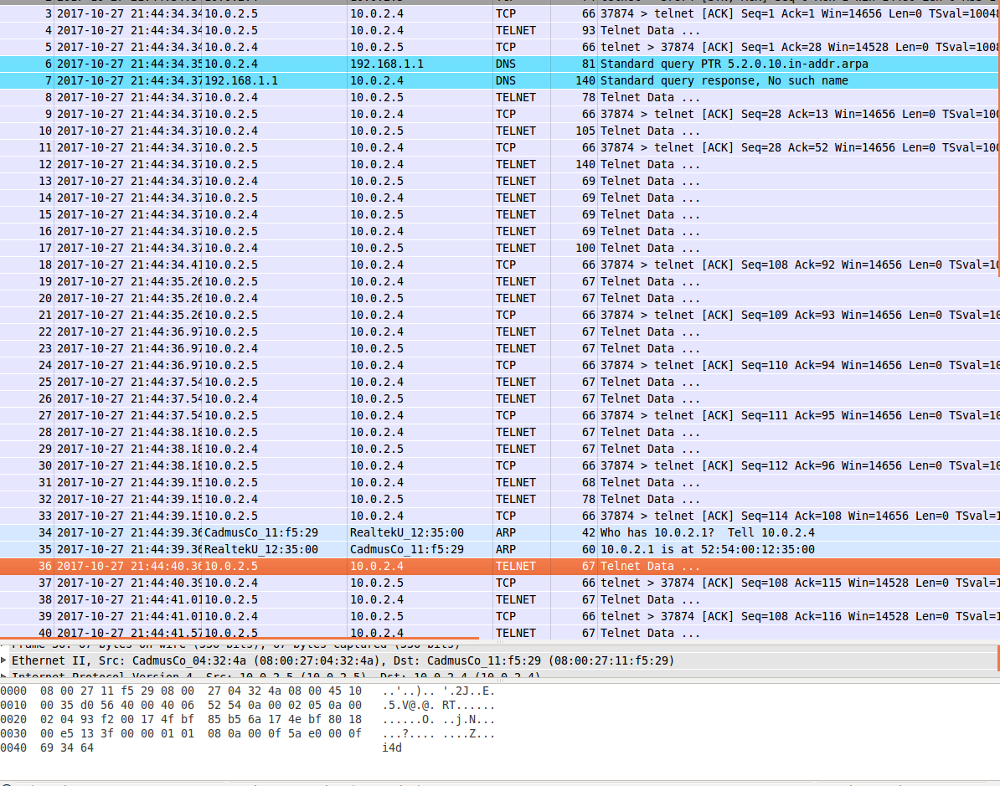 3 2017-10-27 21:44:34.34 10.0.2.5 10.0.2.4 TCP 66 37874 > telnet [ACK] Seq=1 Ack=1 Win=14656 Len=0 TSval=10048
4 2017-10-27 21:44:34.34 10.0.2.5 10.0.2.4 TELNET 93 Telnet Data ...
5 2017-10-27 21:44:34.34 10.0.2.4 10.0.2.5 TCP 66 telnet > 37874 [ACK] Seq=1 Ack=28 Win=14528 Len=0 TSval=1008
6 2017-10-27 21:44:34.35 10.0.2.4 192.168.1.1 DNS 81 Standard query PTR 5.2.0.10.in-addr.arpa
7 2017-10-27 21:44:34.37 192.168.1.1 10.0.2.4 DNS 140 Standard query response, No such name
8 2017-10-27 21:44:34.37 10.0.2.4 10.0.2.5 TELNET 78 Telnet Data ...
9 2017-10-27 21:44:34.37 10.0.2.5 10.0.2.4 TCP 66 37874 > telnet [ACK] Seq=28 Ack=13 Win=14656 Len=0 TSval=100
10 2017-10-27 21:44:34.37 10.0.2.4 10.0.2.5 TELNET 105 Telnet Data ...
11 2017-10-27 21:44:34.37 10.0.2.5 10.0.2.4 TCP 66 37874 > telnet [ACK] Seq=28 Ack=52 Win=14656 Len=0 TSval=100
12 2017-10-27 21:44:34.37 10.0.2.5 10.0.2.4 TELNET 140 Telnet Data ...
13 2017-10-27 21:44:34.37 10.0.2.4 10.0.2.5 TELNET 69 Telnet Data ...
14 2017-10-27 21:44:34.37 10.0.2.5 10.0.2.4 TELNET 69 Telnet Data ...
15 2017-10-27 21:44:34.37 10.0.2.4 10.0.2.5 TELNET 69 Telnet Data ...
16 2017-10-27 21:44:34.37 10.0.2.5 10.0.2.4 TELNET 69 Telnet Data ...
17 2017-10-27 21:44:34.37 10.0.2.4 10.0.2.5 TELNET 100 Telnet Data ...
18 2017-10-27 21:44:34.41 10.0.2.5 10.0.2.4 TCP 66 37874 > telnet [ACK] Seq=108 Ack=92 Win=14656 Len=0 TSval=10
19 2017-10-27 21:44:35.26 10.0.2.5 10.0.2.4 TELNET 67 Telnet Data ...
20 2017-10-27 21:44:35.26 10.0.2.4 10.0.2.5 TELNET 67 Telnet Data ...
21 2017-10-27 21:44:35.26 10.0.2.5 10.0.2.4 TCP 66 37874 > telnet [ACK] Seq=109 Ack=93 Win=14656 Len=0 TSval=10
22 2017-10-27 21:44:36.97 10.0.2.5 10.0.2.4 TELNET 67 Telnet Data ...
23 2017-10-27 21:44:36.97 10.0.2.4 10.0.2.5 TELNET 67 Telnet Data ...
24 2017-10-27 21:44:36.97 10.0.2.5 10.0.2.4 TCP 66 37874 > telnet [ACK] Seq=110 Ack=94 Win=14656 Len=0 TSval=10
25 2017-10-27 21:44:37.54 10.0.2.5 10.0.2.4 TELNET 67 Telnet Data ...
26 2017-10-27 21:44:37.54 10.0.2.4 10.0.2.5 TELNET 67 Telnet Data ...
27 2017-10-27 21:44:37.54 10.0.2.5 10.0.2.4 TCP 66 37874 > telnet [ACK] Seq=111 Ack=95 Win=14656 Len=0 TSval=10
28 2017-10-27 21:44:38.18 10.0.2.5 10.0.2.4 TELNET 67 Telnet Data ...
29 2017-10-27 21:44:38.18 10.0.2.4 10.0.2.5 TELNET 67 Telnet Data ...
30 2017-10-27 21:44:38.18 10.0.2.5 10.0.2.4 TCP 66 37874 > telnet [ACK] Seq=112 Ack=96 Win=14656 Len=0 TSval=10
31 2017-10-27 21:44:39.15 10.0.2.5 10.0.2.4 TELNET 68 Telnet Data ...
32 2017-10-27 21:44:39.15 10.0.2.4 10.0.2.5 TELNET 78 Telnet Data ...
33 2017-10-27 21:44:39.15 10.0.2.5 10.0.2.4 TCP 66 37874 > telnet [ACK] Seq=114 Ack=108 Win=14656 Len=0 TSval=1
34 2017-10-27 21:44:39.36 CadmusCo_11:f5:29 RealtekU_12:35:00 ARP 42 Who has 10.0.2.1? Tell 10.0.2.4
35 2017-10-27 21:44:39.36 RealtekU_12:35:00 CadmusCo_11:f5:29 ARP 60 10.0.2.1 is at 52:54:00:12:35:00
36 2017-10-27 21:44:40.36 10.0.2.5 10.0.2.4 TELNET 67 Telnet Data ...
37 2017-10-27 21:44:40.39 10.0.2.4 10.0.2.5 TCP 66 telnet > 37874 [ACK] Seq=108 Ack=115 Win=14528 Len=0 TSval=1
38 2017-10-27 21:44:41.01 10.0.2.5 10.0.2.4 TELNET 67 Telnet Data ...
39 2017-10-27 21:44:41.01 10.0.2.4 10.0.2.5 TCP 66 telnet > 37874 [ACK] Seq=108 Ack=116 Win=14528 Len=0 TSval=1
40 2017-10-27 21:44:41.57 10.0.2.5 10.0.2.4 TELNET 67 Telnet Data ...
Ethernet II, Src: CadmusCo_04:32:4a (08:00:27:04:32:4a), Dst: CadmusCo_11:f5:29 (08:00:27:11:f5:29)
Internet Protocol Version 4, Src: 10.0.2.5 (10.0.2.5), Dst: 10.0.2.4 (10.0.2.4)
0000 08 00 27 11 f5 29 08 00 27 04 32 4a 08 00 45 10 ..'..).. '.2J..E.
0010 00 35 d0 56 40 00 40 06 52 54 0a 00 02 05 0a 00 .5.V@.@. RT......
0020 02 04 93 f2 00 17 4f bf 85 b5 6a 17 4e bf 80 18 ......O. ..j.N...
0030 00 e5 13 3f 00 00 01 01 08 0a 00 0f 5a e0 00 0f ...?.... ....Z...
0040 69 34 64 i4d